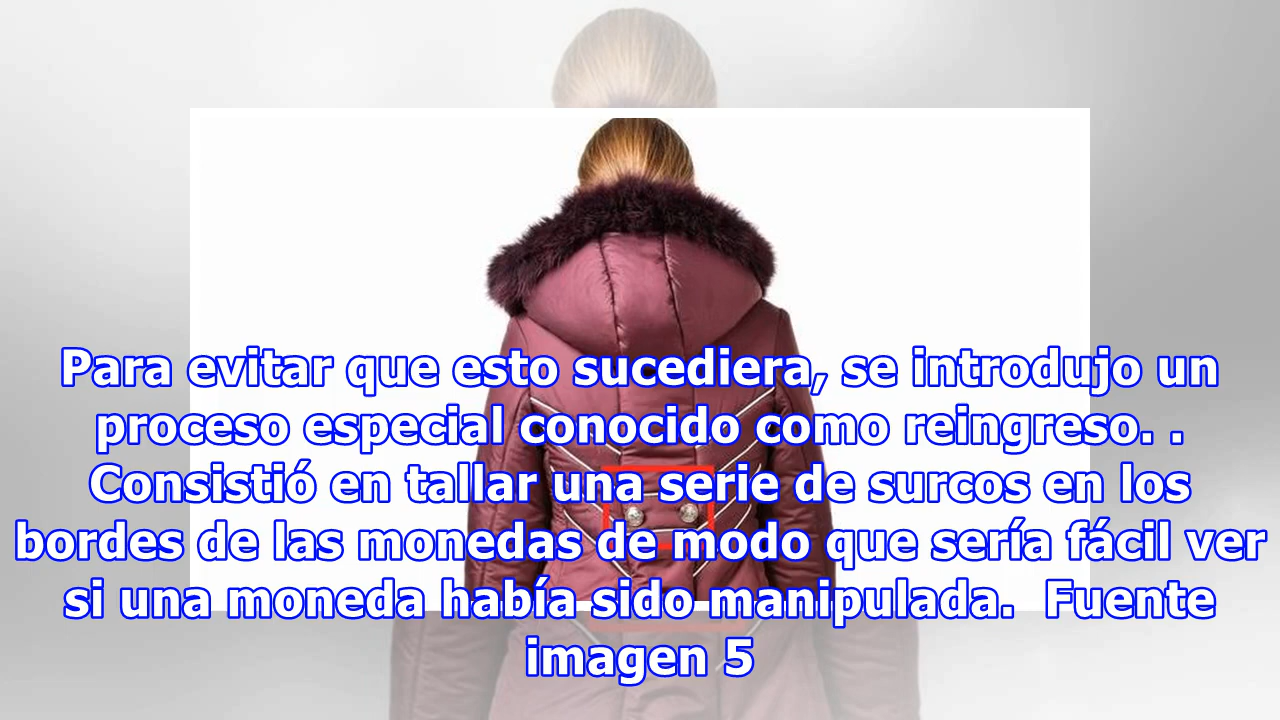 Para evitar que esto sucediera, se introdujo un
proceso especial conocido como reingreso. .
Consistió en tallar una serie de surcos en los
bordes de las monedas de modo que sería fácil ver
si una moneda había sido manipulada.  Fuente
imagen 5